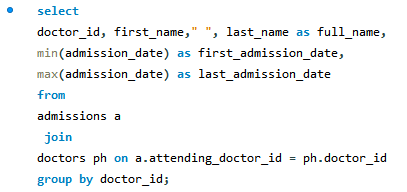 select
doctor_id, first_name," ", last_name as full_name,
min(admission_date) as first_admission_date,
max(admission_date) as last_admission_date
from
admissions a
join
doctors ph on a.attending_doctor_id = ph.doctor_id
group by doctor_id;